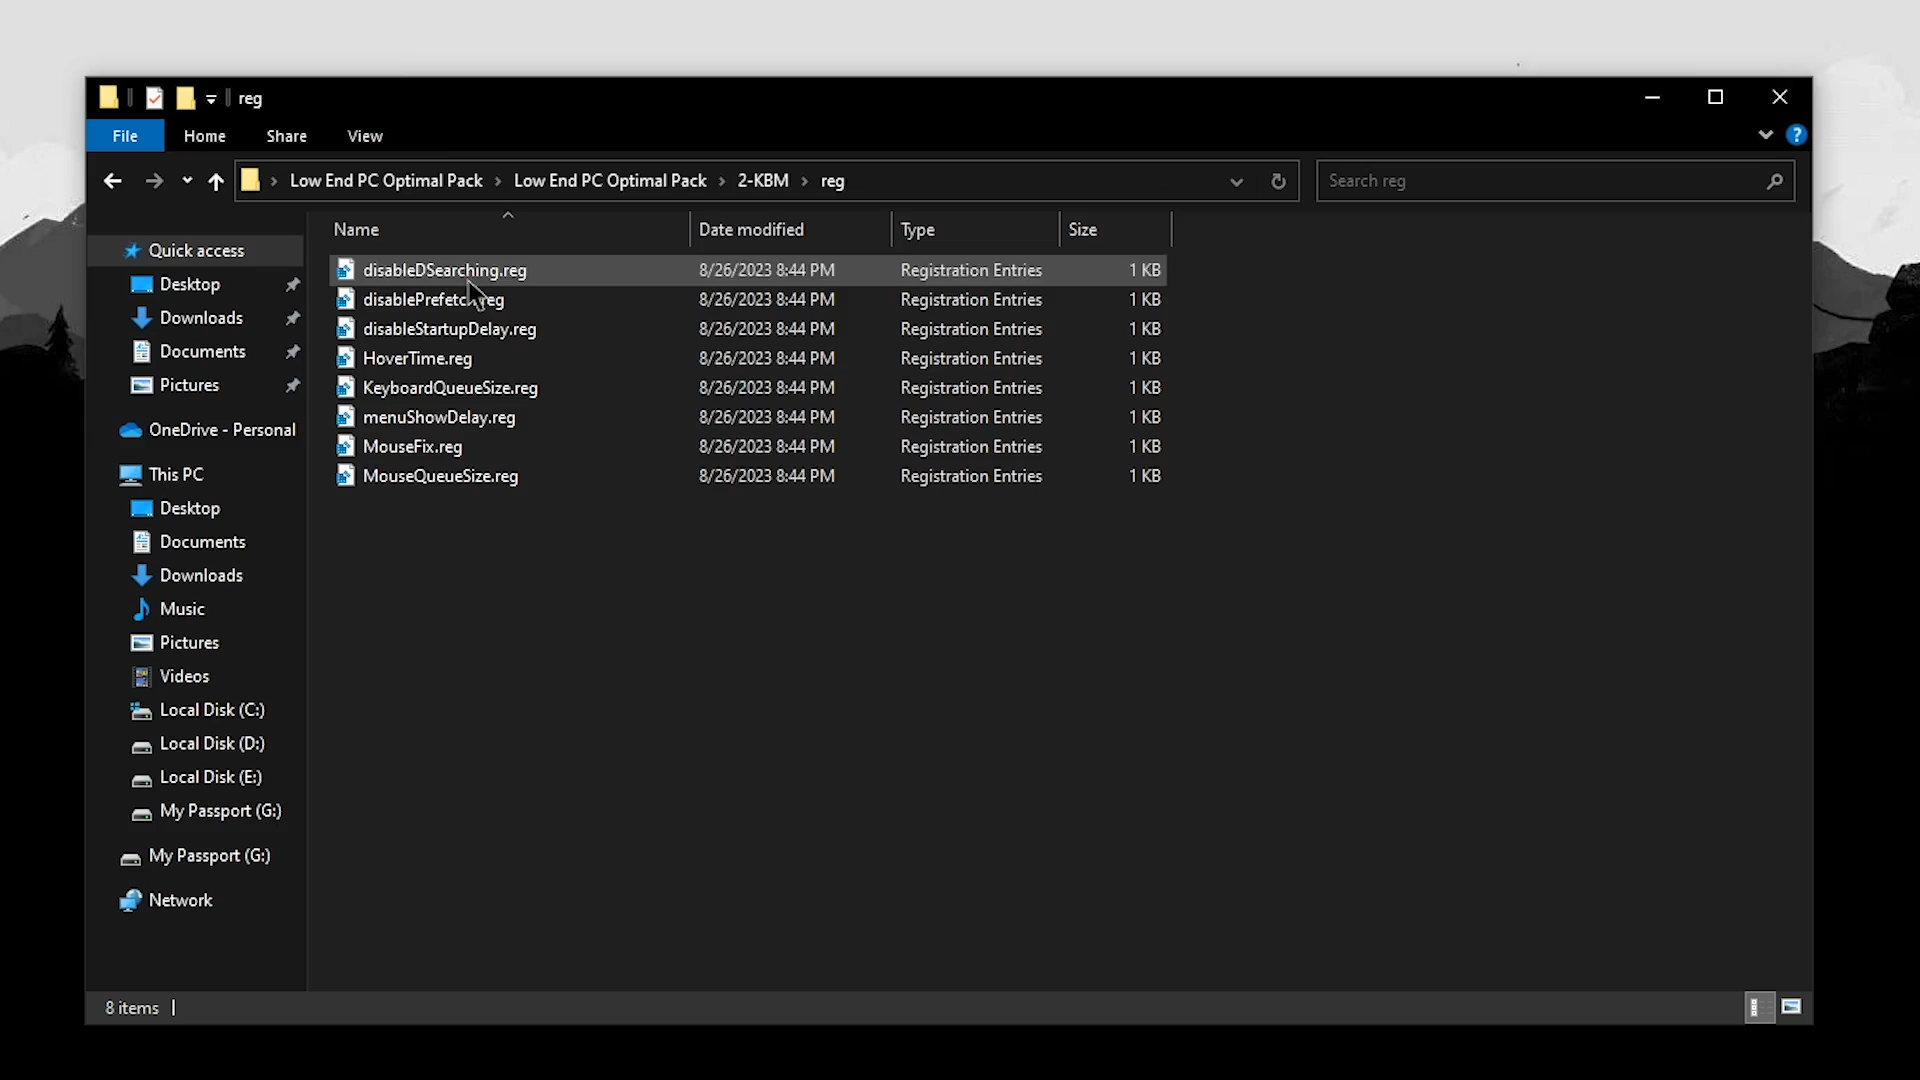 reg
File Home Share View
Low End PC Optimal Pack Low End PC Optimal Pack 2-KBM reg
Search reg
Name Date modified Type Size
Quick access
Desktop
Downloads
Documents
Pictures
OneDrive - Personal
This PC
Desktop
Documents
Downloads
Music
Pictures
Videos
Local Disk (C:)
Local Disk (D:)
Local Disk (E:)
My Passport (G:)
My Passport (G:)
Network
disableDSearching.reg 8/26/2023 8:44 PM Registration Entries 1 KB
8/26/2023 8:44 PM Registration Entries 1 KB
disableStartupDelay.reg 8/26/2023 8:44 PM Registration Entries 1 KB
HoverTime.reg 8/26/2023 8:44 PM Registration Entries 1 KB
KeyboardQueueSize.reg 8/26/2023 8:44 PM Registration Entries 1 KB
menuShowDelay.reg 8/26/2023 8:44 PM Registration Entries 1 KB
MouseFix.reg 8/26/2023 8:44 PM Registration Entries 1 KB
MouseQueueSize.reg 8/26/2023 8:44 PM Registration Entries 1 KB
8 items